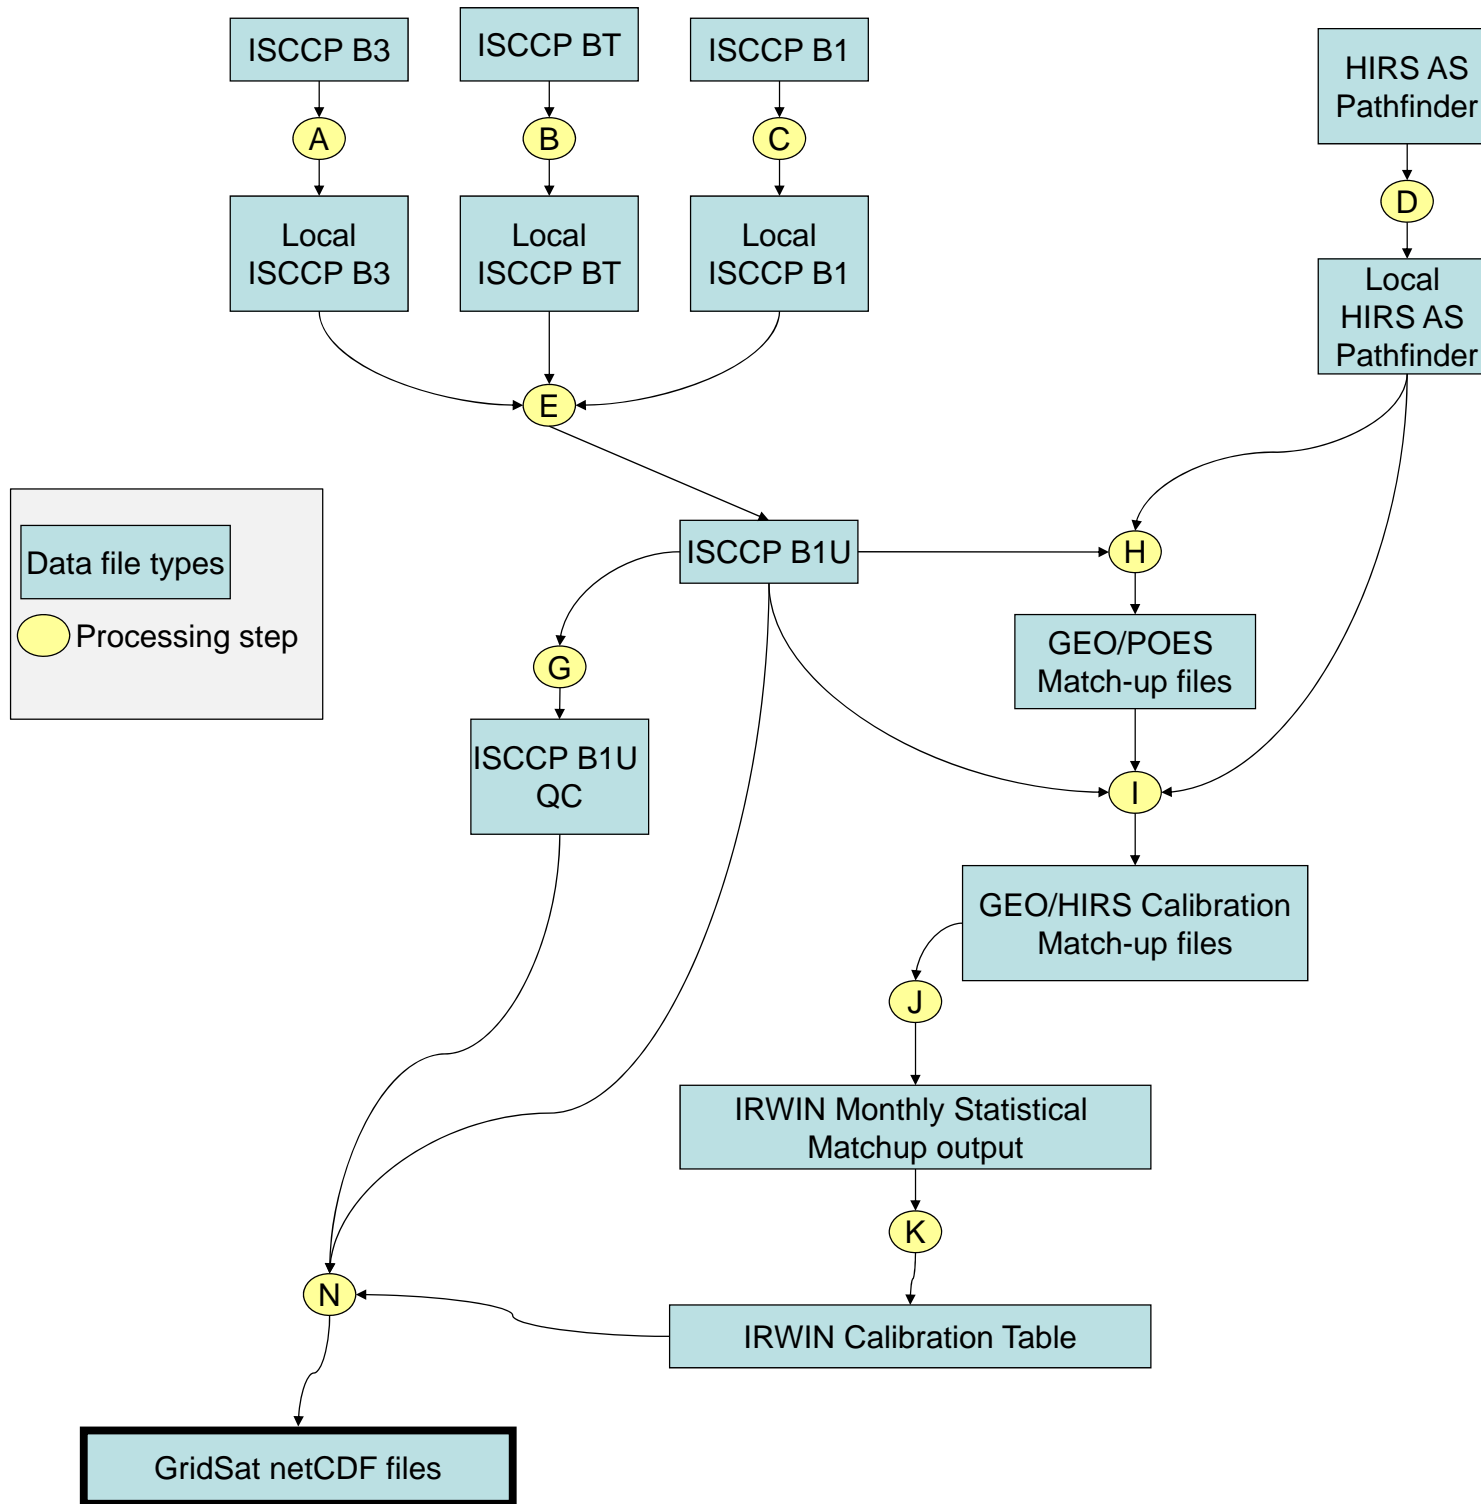 ISCCP B3
ISCCP BT
ISCCP B1
HIRS AS
Pathfinder
A
B
C
D
Local
ISCCP B3
Local
ISCCP BT
Local
ISCCP B1
Local
HIRS AS
Pathfinder
E
Data file types
Processing step
ISCCP B1U
H
G
GEO/POES
Match-up files
ISCCP B1U
QC
I
GEO/HIRS Calibration
Match-up files
J
IRWIN Monthly Statistical
Matchup output
K
N
IRWIN Calibration Table
GridSat netCDF files